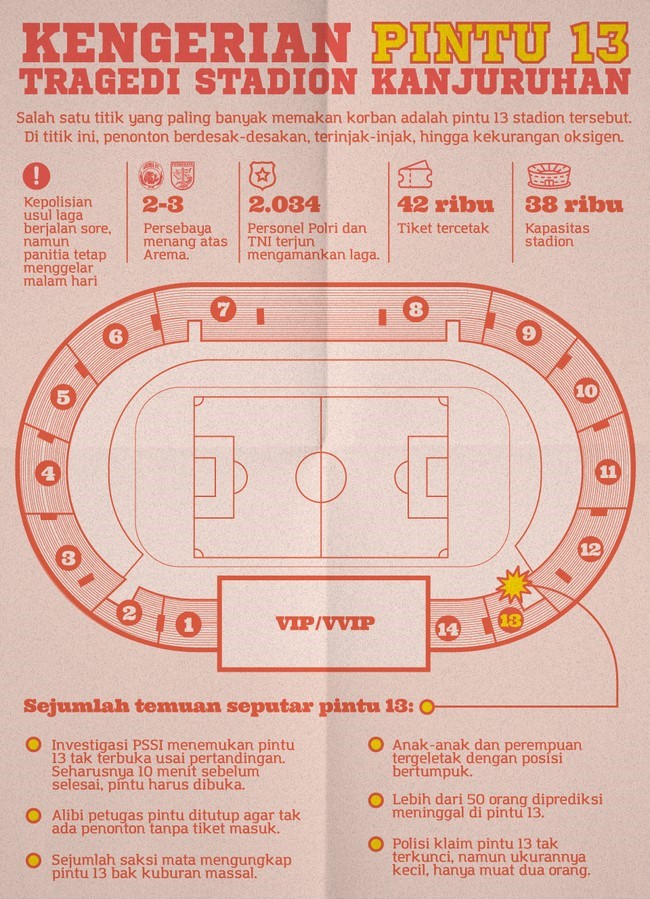 KENGERIAN PINTU 13
TRAGEDI STADION KANJURUHAN
Salah satu titik yang paling banyak memakan korban adalah pintu 13 stadion tersebut.
Di titik ini, penonton berdesak-desakan, terinjak-injak, hingga kekurangan oksigen.
Kepolisian
usul laga
berjalan sore,
namun
panitia tetap
menggelar
malam hari
2-3
Persebaya
menang atas
Arema.
2.034
Personel Polri dan
TNI terjun
mengamankan laga.
42 ribu
Tiket tercetak
38 ribu
Kapasitas
stadion
7
8
6
9
5
10
4
11
3
12
2
1
VIP/VVIP
14
13
Sejumlah temuan seputar pintu 13:
Investigasi PSSI menemukan pintu
13 tak terbuka usai pertandingan.
Seharusnya 10 menit sebelum
selesai, pintu harus dibuka.
Alibi petugas pintu ditutup agar tak
ada penonton tanpa tiket masuk.
Sejumlah saksi mata mengungkap
pintu 13 bak kuburan massal.
Anak-anak dan perempuan
tergeletak dengan posisi
bertumpuk.
Lebih dari 50 orang diprediksi
meninggal di pintu 13.
Polisi klaim pintu 13 tak
terkunci, namun ukurannya
kecil, hanya muat dua orang.